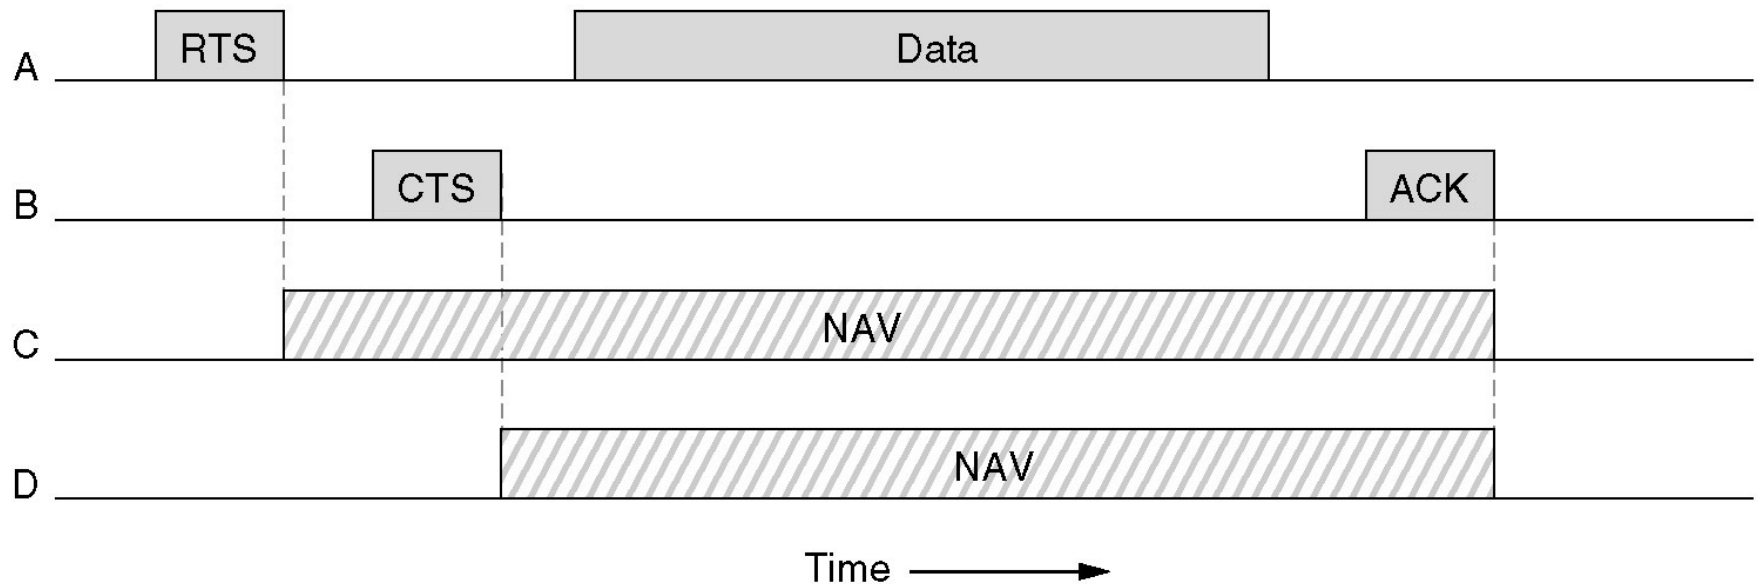 A RTS Data
B CTS ACK
C NAV
D NAV
Time